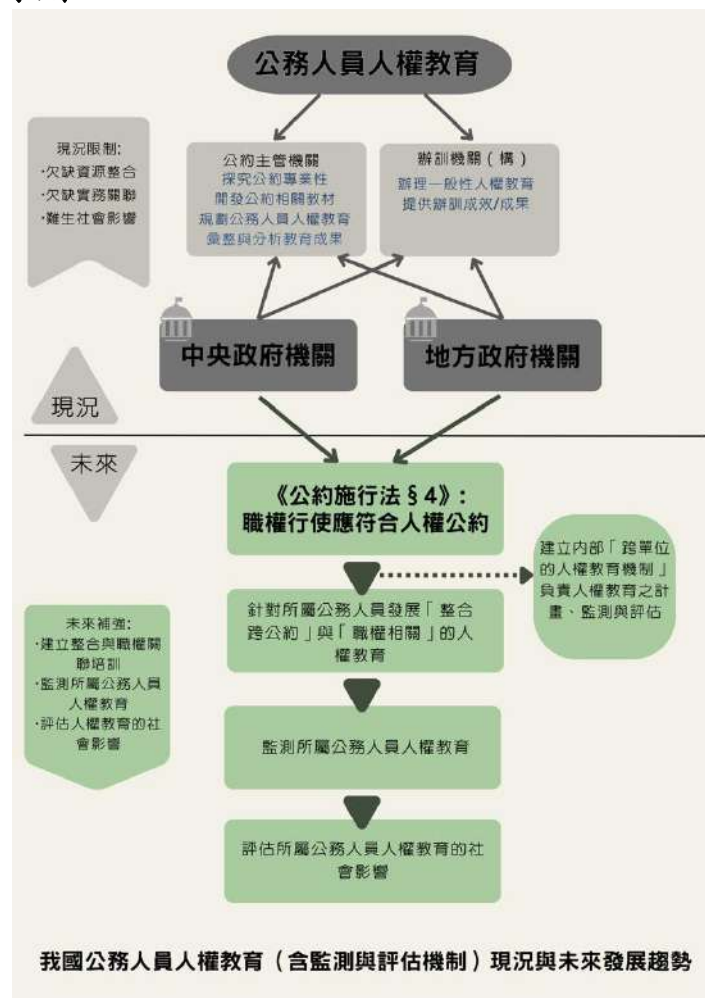 公務人員人權教育
現況限制:
·欠缺資源整合
·欠缺實務關聯
·難生社會影響
公約主管機關
探究公約專業性
開發公約相關教材
規劃公務人員人權教育
彙整與分析教育成果
辦訓機關(構)
辦理一般性人權教育
提供辦訓成效/成果
中央政府機關
地方政府機關
現況
未來
《公約施行法§4》:
職權行使應符合人權公約
建立內部「跨單位
的人權教育機制」
負責人權教育之計
畫、監測與評估
針對所屬公務人員發展「整合
跨公約」與「職權相關」的人
權教育
未來補強:
·建立整合與職權關
聯培訓
·監測所屬公務人員
人權教育
·評估人權教育的社
會影響
監測所屬公務人員人權教育
評估所屬公務人員人權教育的社
會影響
我國公務人員人權教育(含監測與評估機制)現況與未來發展趨勢